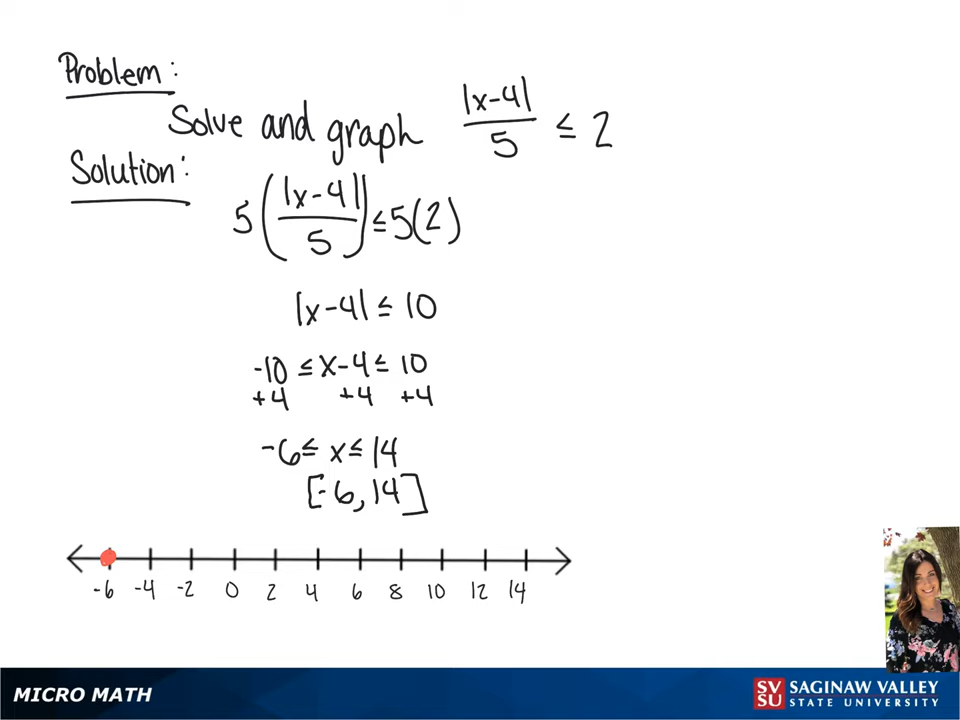 Problem:
Solve and graph |x-4|/5 ≤ 2
Solution:
5(|x-4|/5) ≤ 5(2)
|x-4| ≤ 10
-10 ≤ x-4 ≤ 10
+4 +4 +4
-6 ≤ x ≤ 14
[-6, 14]
-6 -4 -2 0 2 4 6 8 10 12 14
MICRO MATH
SV SU SAGINAW VALLEY
STATE UNIVERSITY